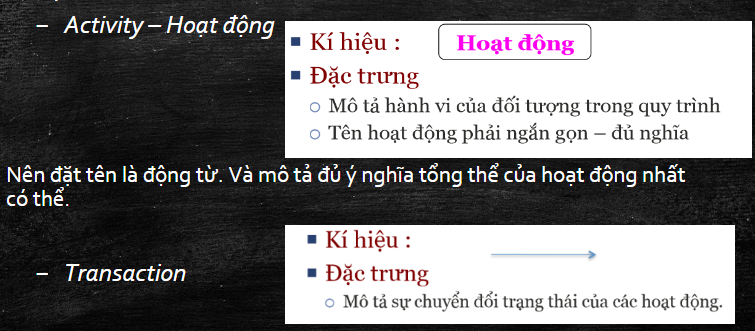 – Activity – Hoạt động
▪ Kí hiệu : Hoạt động
▪ Đặc trưng
○ Mô tả hành vi của đối tượng trong quy trình
○ Tên hoạt động phải ngắn gọn – đủ nghĩa
Nên đặt tên là động từ. Và mô tả đủ ý nghĩa tổng thể của hoạt động nhất
có thể.
– Transaction
▪ Kí hiệu :
▪ Đặc trưng
○ Mô tả sự chuyển đổi trạng thái của các hoạt động.